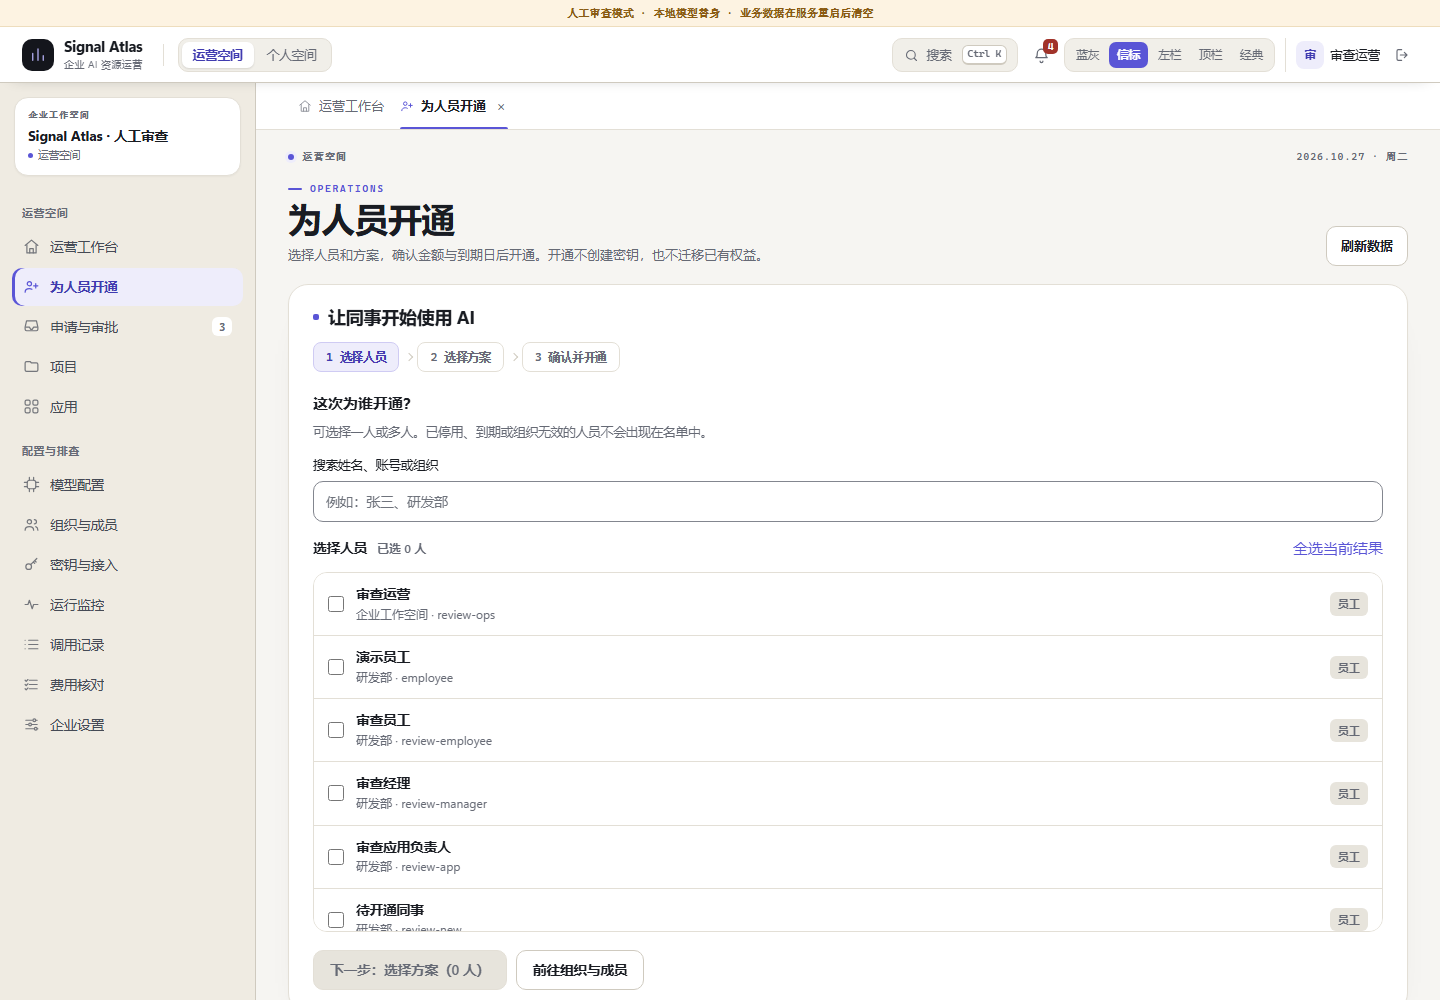 人工审查模式 · 本地模型替身 · 业务数据在服务重启后清空
Signal Atlas
企业 AI 资源运营
运营空间
个人空间
搜索
Ctrl K
4
蓝灰
信标
左栏
顶栏
经典
审
审查运营
企业工作空间
Signal Atlas · 人工审查
运营空间
运营空间
运营工作台
为人员开通
申请与审批
3
项目
应用
配置与排查
模型配置
组织与成员
密钥与接入
运行监控
调用记录
费用核对
企业设置
运营工作台
为人员开通
×
运营空间
2026.10.27 · 周二
OPERATIONS
为人员开通
选择人员和方案，确认金额与到期日后开通。开通不创建密钥，也不迁移已有权益。
刷新数据
让同事开始使用 AI
1 选择人员
2 选择方案
3 确认并开通
这次为谁开通？
可选择一人或多人。已停用、到期或组织无效的人员不会出现在名单中。
搜索姓名、账号或组织
例如：张三、研发部
选择人员 已选 0 人
全选当前结果
审查运营
企业工作空间 · review-ops
员工
演示员工
研发部 · employee
员工
审查员工
研发部 · review-employee
员工
审查经理
研发部 · review-manager
员工
审查应用负责人
研发部 · review-app
员工
待开通同事
研发部 · review-new
员工
下一步：选择方案（0 人）
前往组织与成员